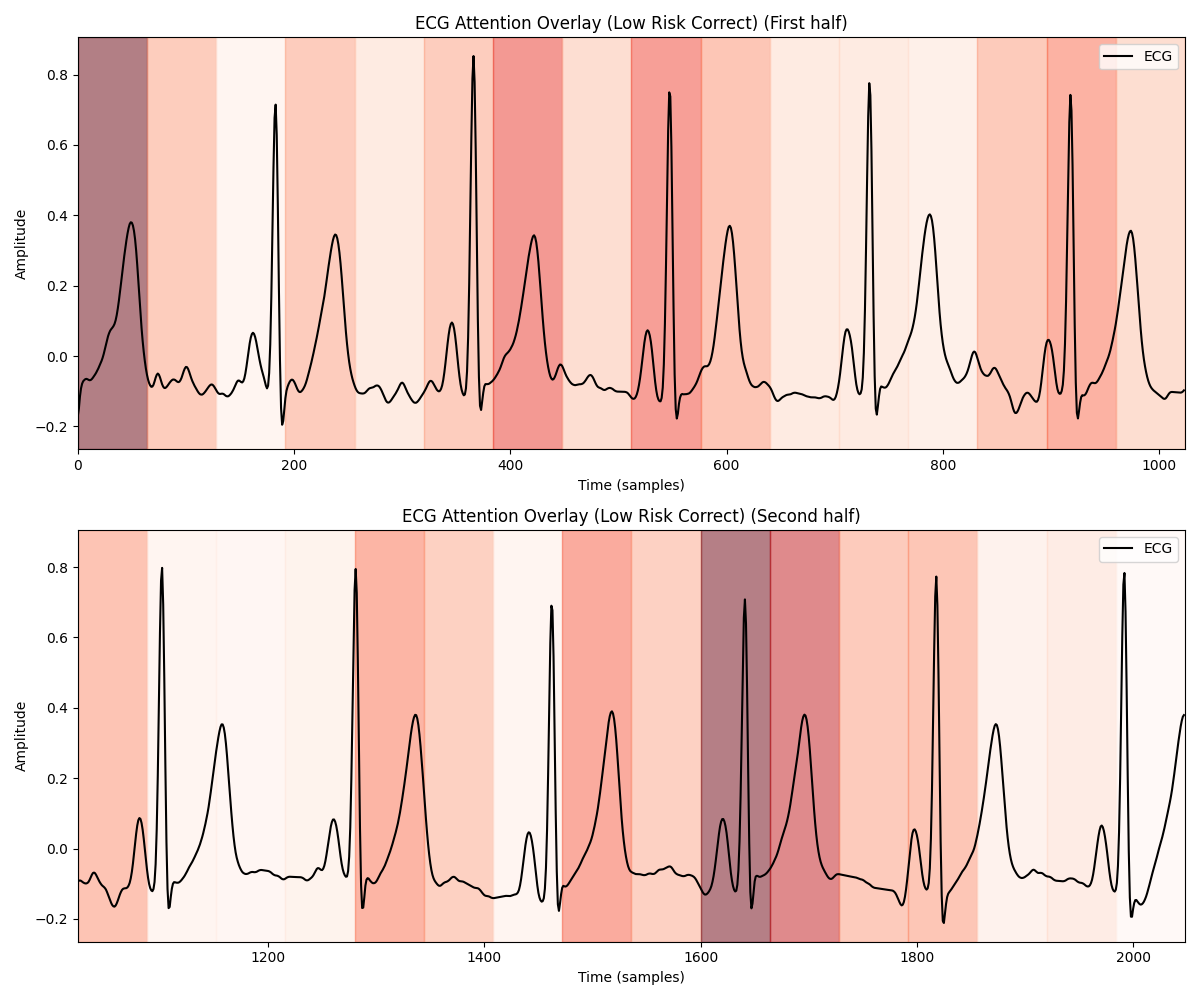 ECG Attention Overlay (Low Risk Correct) (First half)
ECG
Amplitude
0.8
0.6
0.4
0.2
0.0
−0.2
0 200 400 600 800 1000
Time (samples)
ECG Attention Overlay (Low Risk Correct) (Second half)
ECG
Amplitude
0.8
0.6
0.4
0.2
0.0
−0.2
1200 1400 1600 1800 2000
Time (samples)